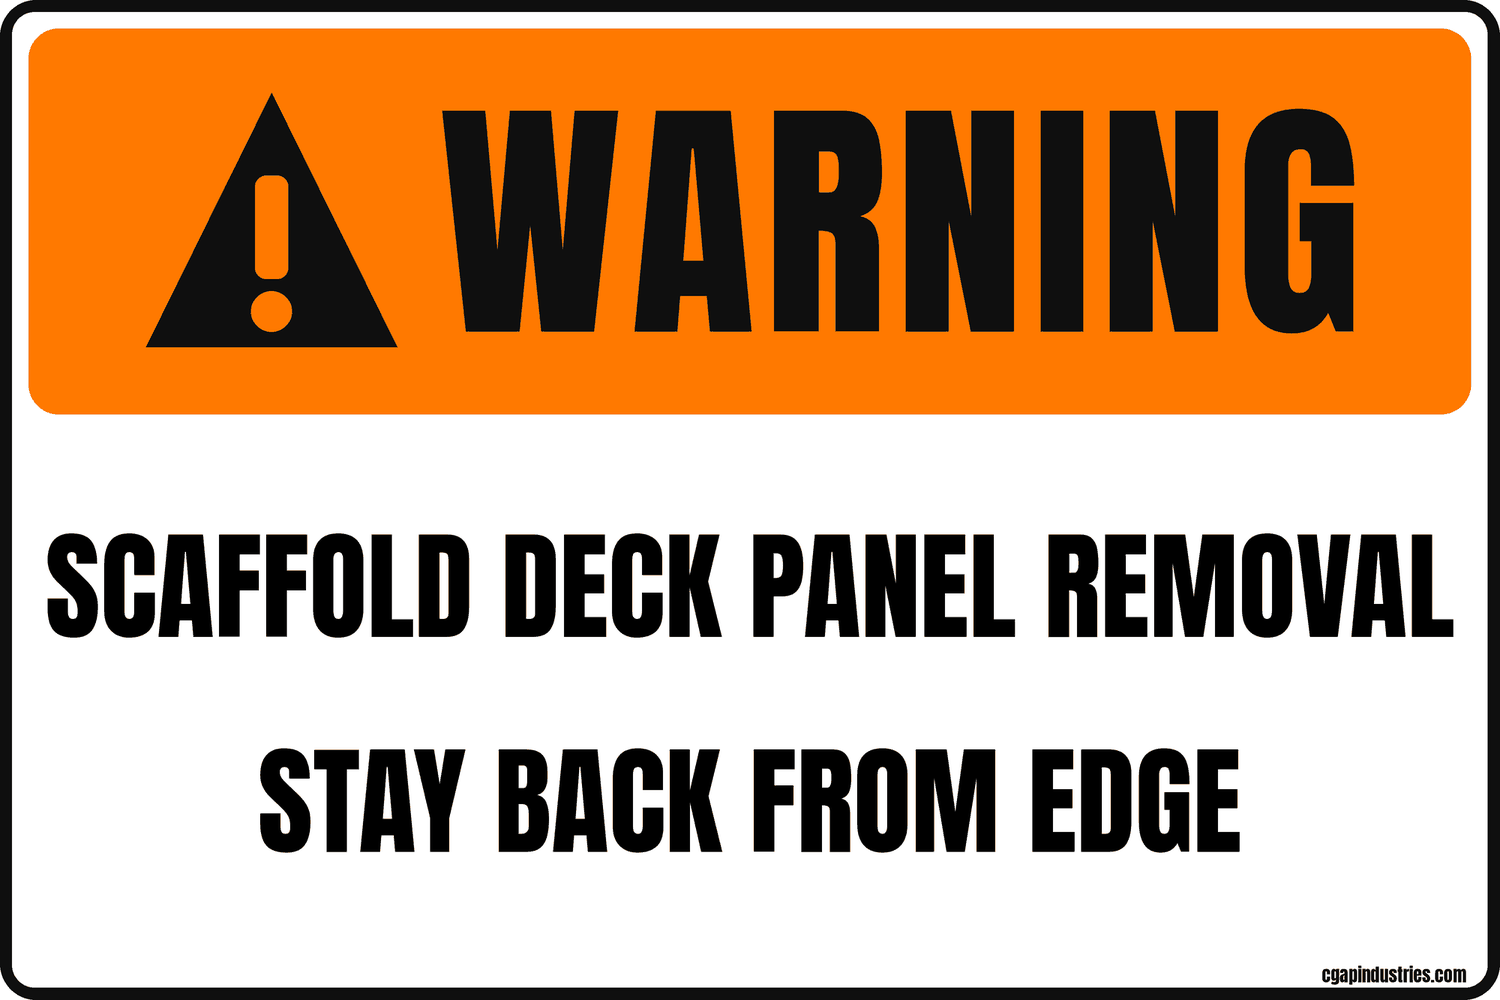 WARNING
SCAFFOLD DECK PANEL REMOVAL
STAY BACK FROM EDGE
cgapindustries.com